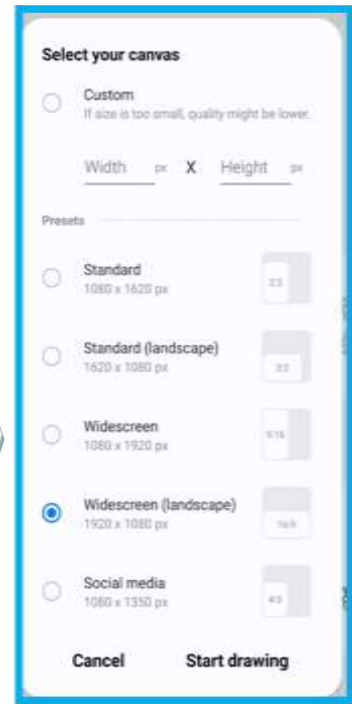 Select your canvas
Custom
If size is too small, quality might be lower.
Width px X Height px
Presets
Standard
1080 x 1620 px
2:3
Standard (landscape)
1620 x 1080 px
3:2
Widescreen
1080 x 1920 px
9:16
Widescreen (landscape)
1920 x 1080 px
16:9
Social media
1080 x 1350 px
Cancel Start drawing